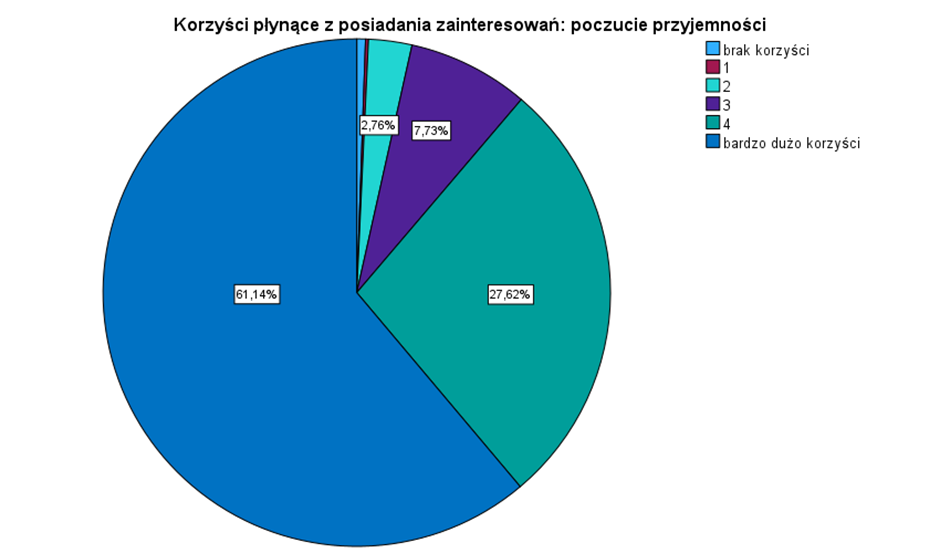 Korzyści płynące z posiadania zainteresowań: poczucie przyjemności
brak korzyści
1
2
3
4
bardzo dużo korzyści
2,76%
7,73%
61,14%
27,62%